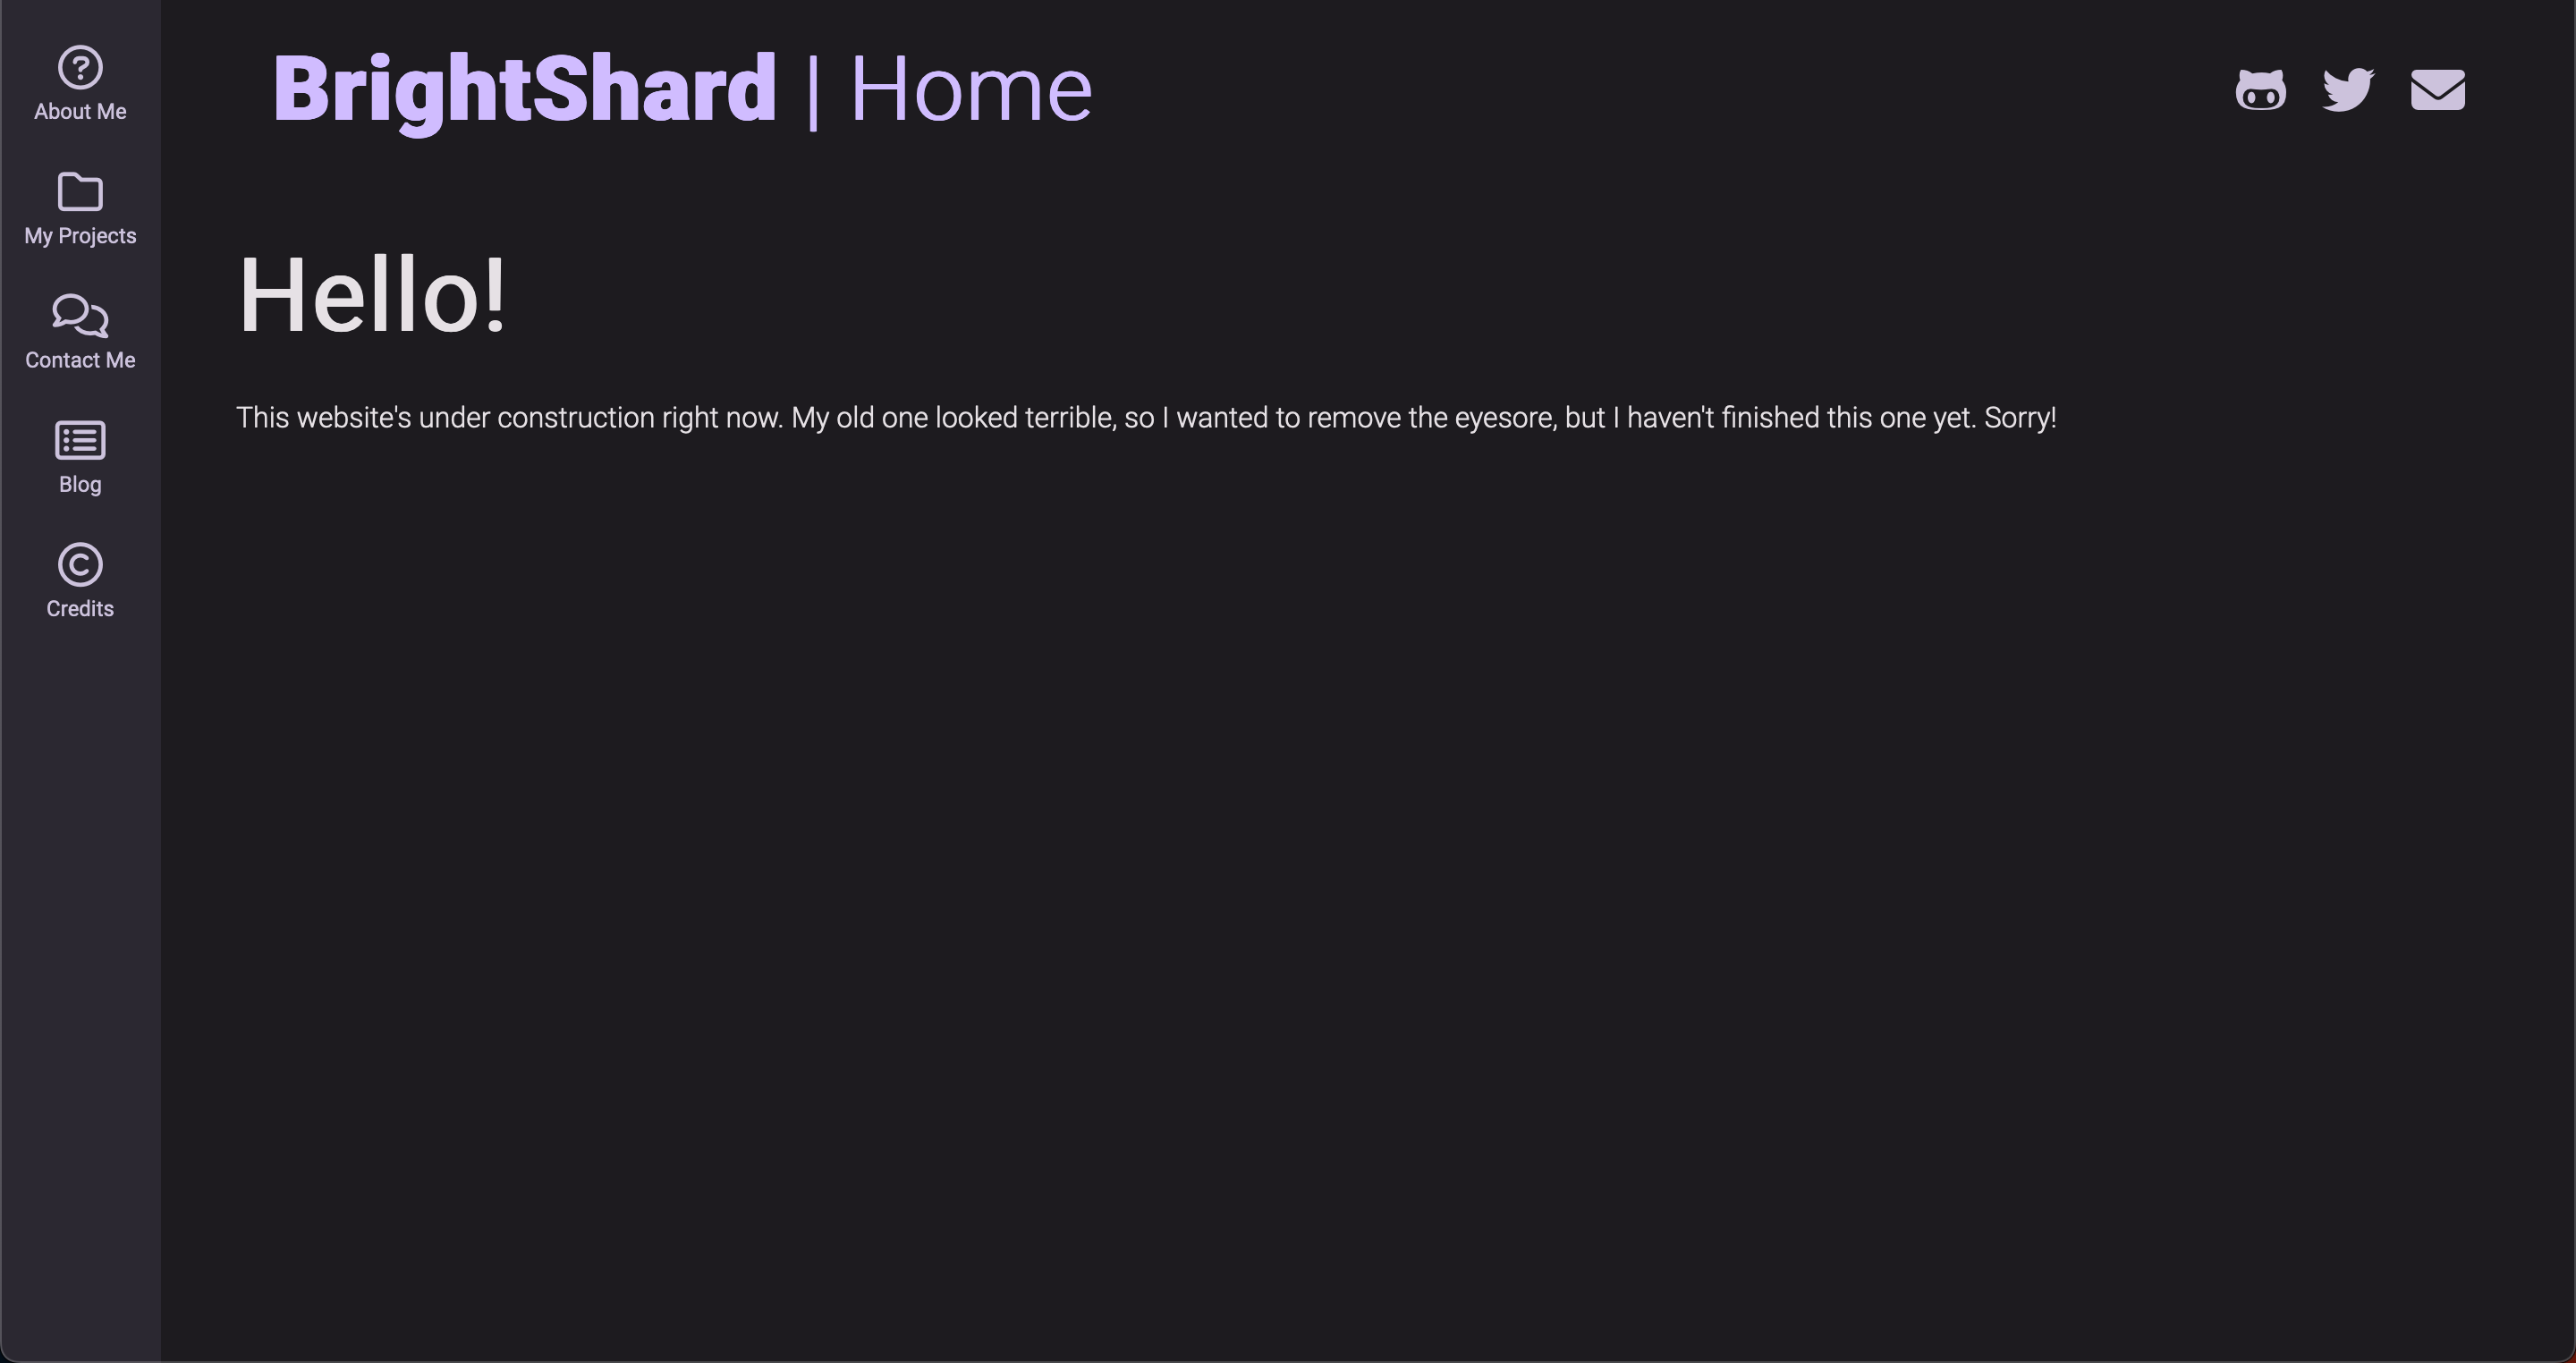 BrightShard | Home
About Me
My Projects
Contact Me
Blog
Credits
Hello!
This website's under construction right now. My old one looked terrible, so I wanted to remove the eyesore, but I haven't finished this one yet. Sorry!